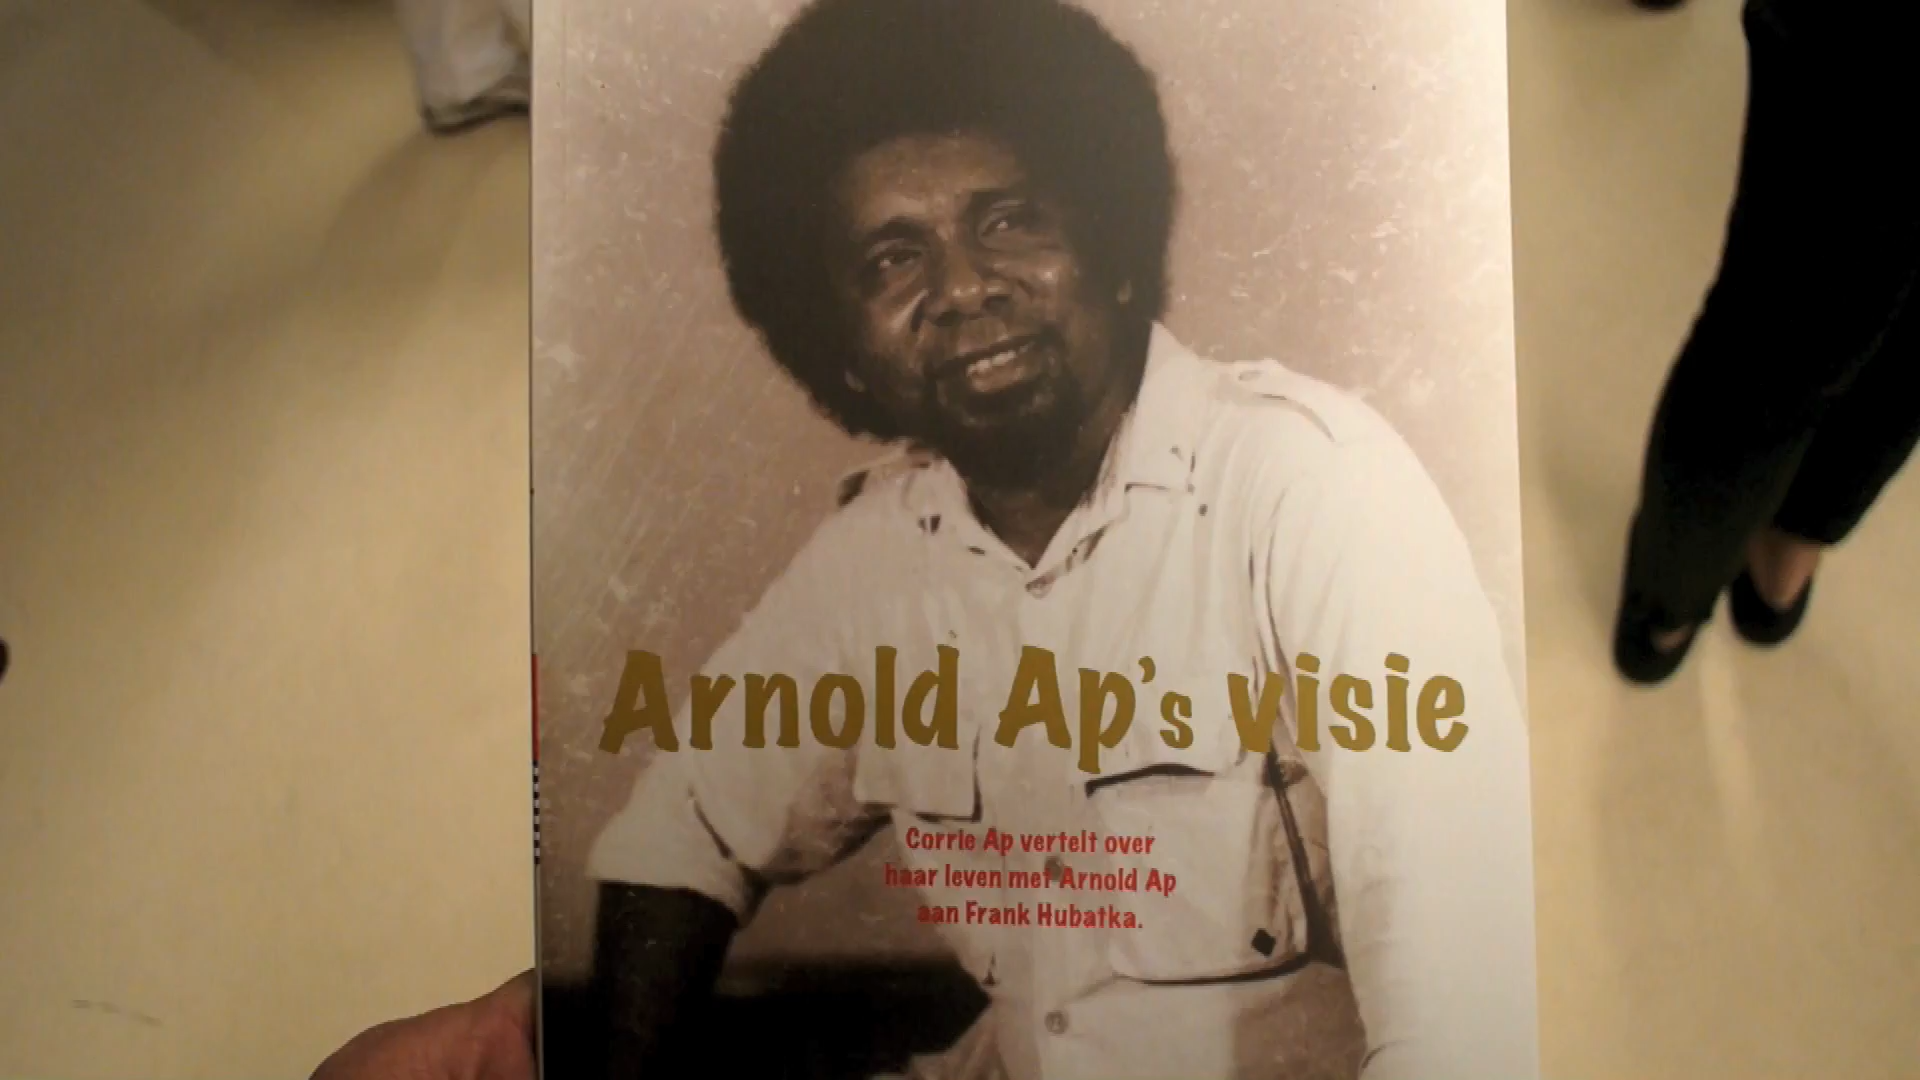 Arnold Ap's visie
Corrie Ap vertelt over
haar leven met Arnold Ap
aan Frank Hubatka.